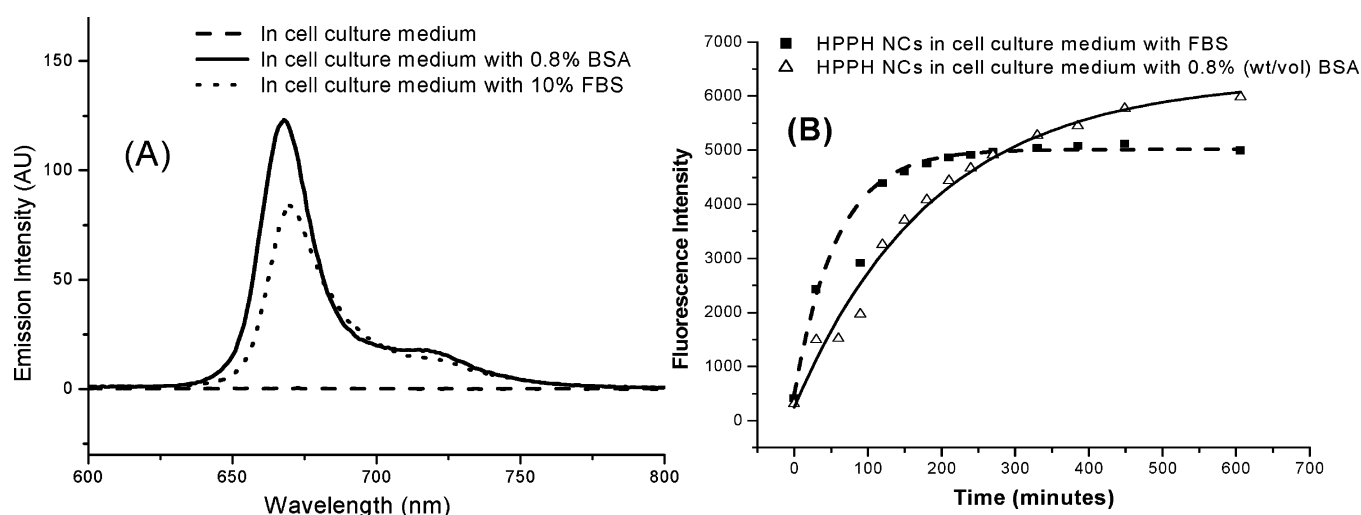 In cell culture medium
In cell culture medium with 0.8% BSA
In cell culture medium with 10% FBS
(A)
150
100
50
0
Emission Intensity (AU)
600
650
700
750
800
Wavelength (nm)
HPPH NCs in cell culture medium with FBS
HPPH NCs in cell culture medium with 0.8% (wt/vol) BSA
(B)
7000
6000
5000
4000
3000
2000
1000
0
Fluorescence Intensity
0
100
200
300
400
500
600
700
Time (minutes)